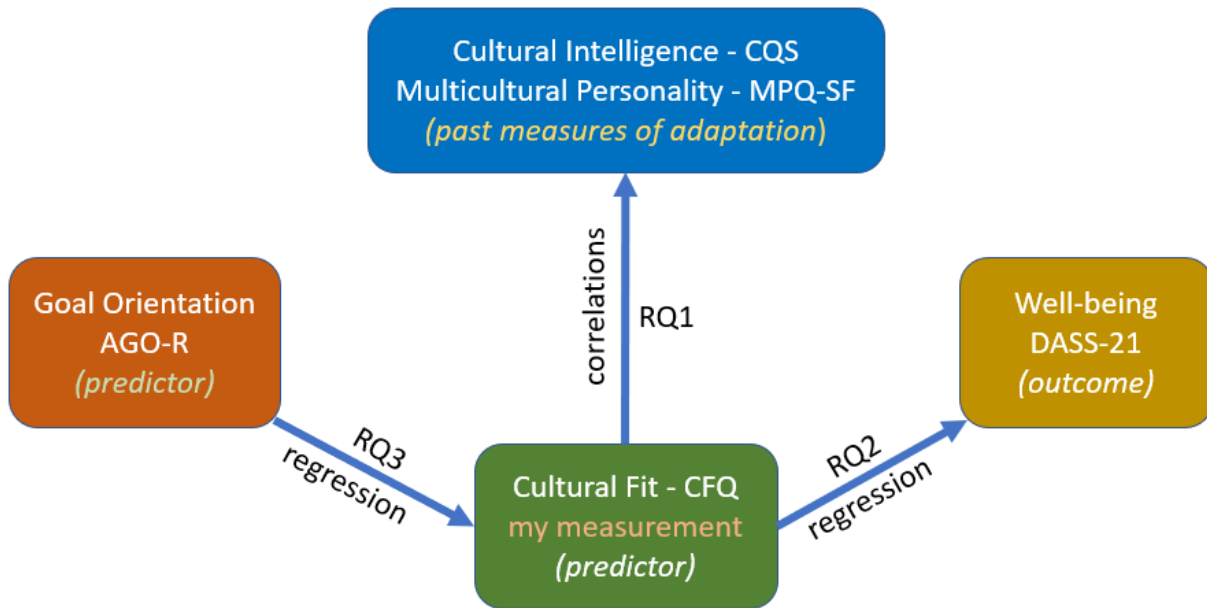 Cultural Intelligence - CQS
Multicultural Personality - MPQ-SF
(past measures of adaptation)
correlations
RQ1
Goal Orientation
AGO-R
(predictor)
Well-being
DASS-21
(outcome)
RQ3
regression
RQ2
regression
Cultural Fit - CFQ
my measurement
(predictor)